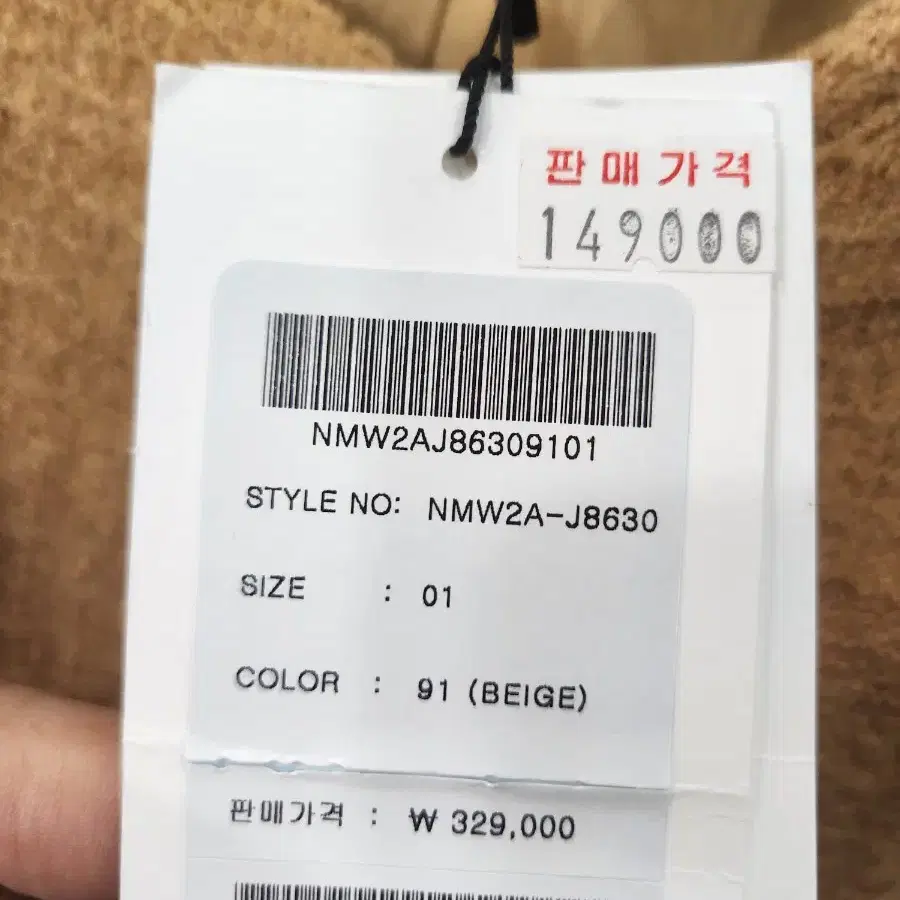 판매가격
149000
NMW2AJ86309101
STYLE NO: NMW2A-J8630
SIZE : 01
COLOR : 91 (BEIGE)
판매가격 : ₩ 329,000